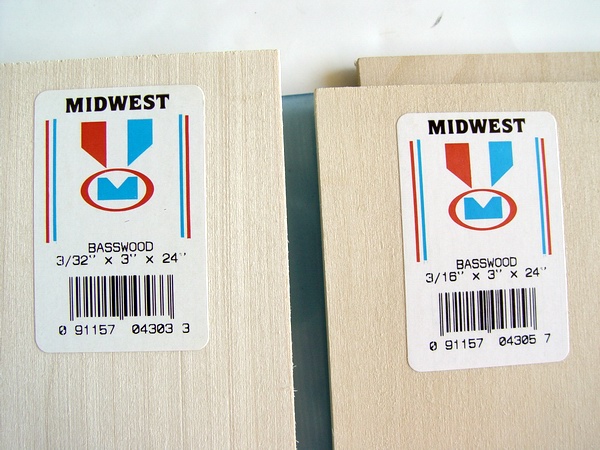 MIDWEST
BASSWOOD
3/32" x 3" x 24"
0 91157 04303 3
MIDWEST
BASSWOOD
3/16" x 3" x 24"
0 91157 04305 7